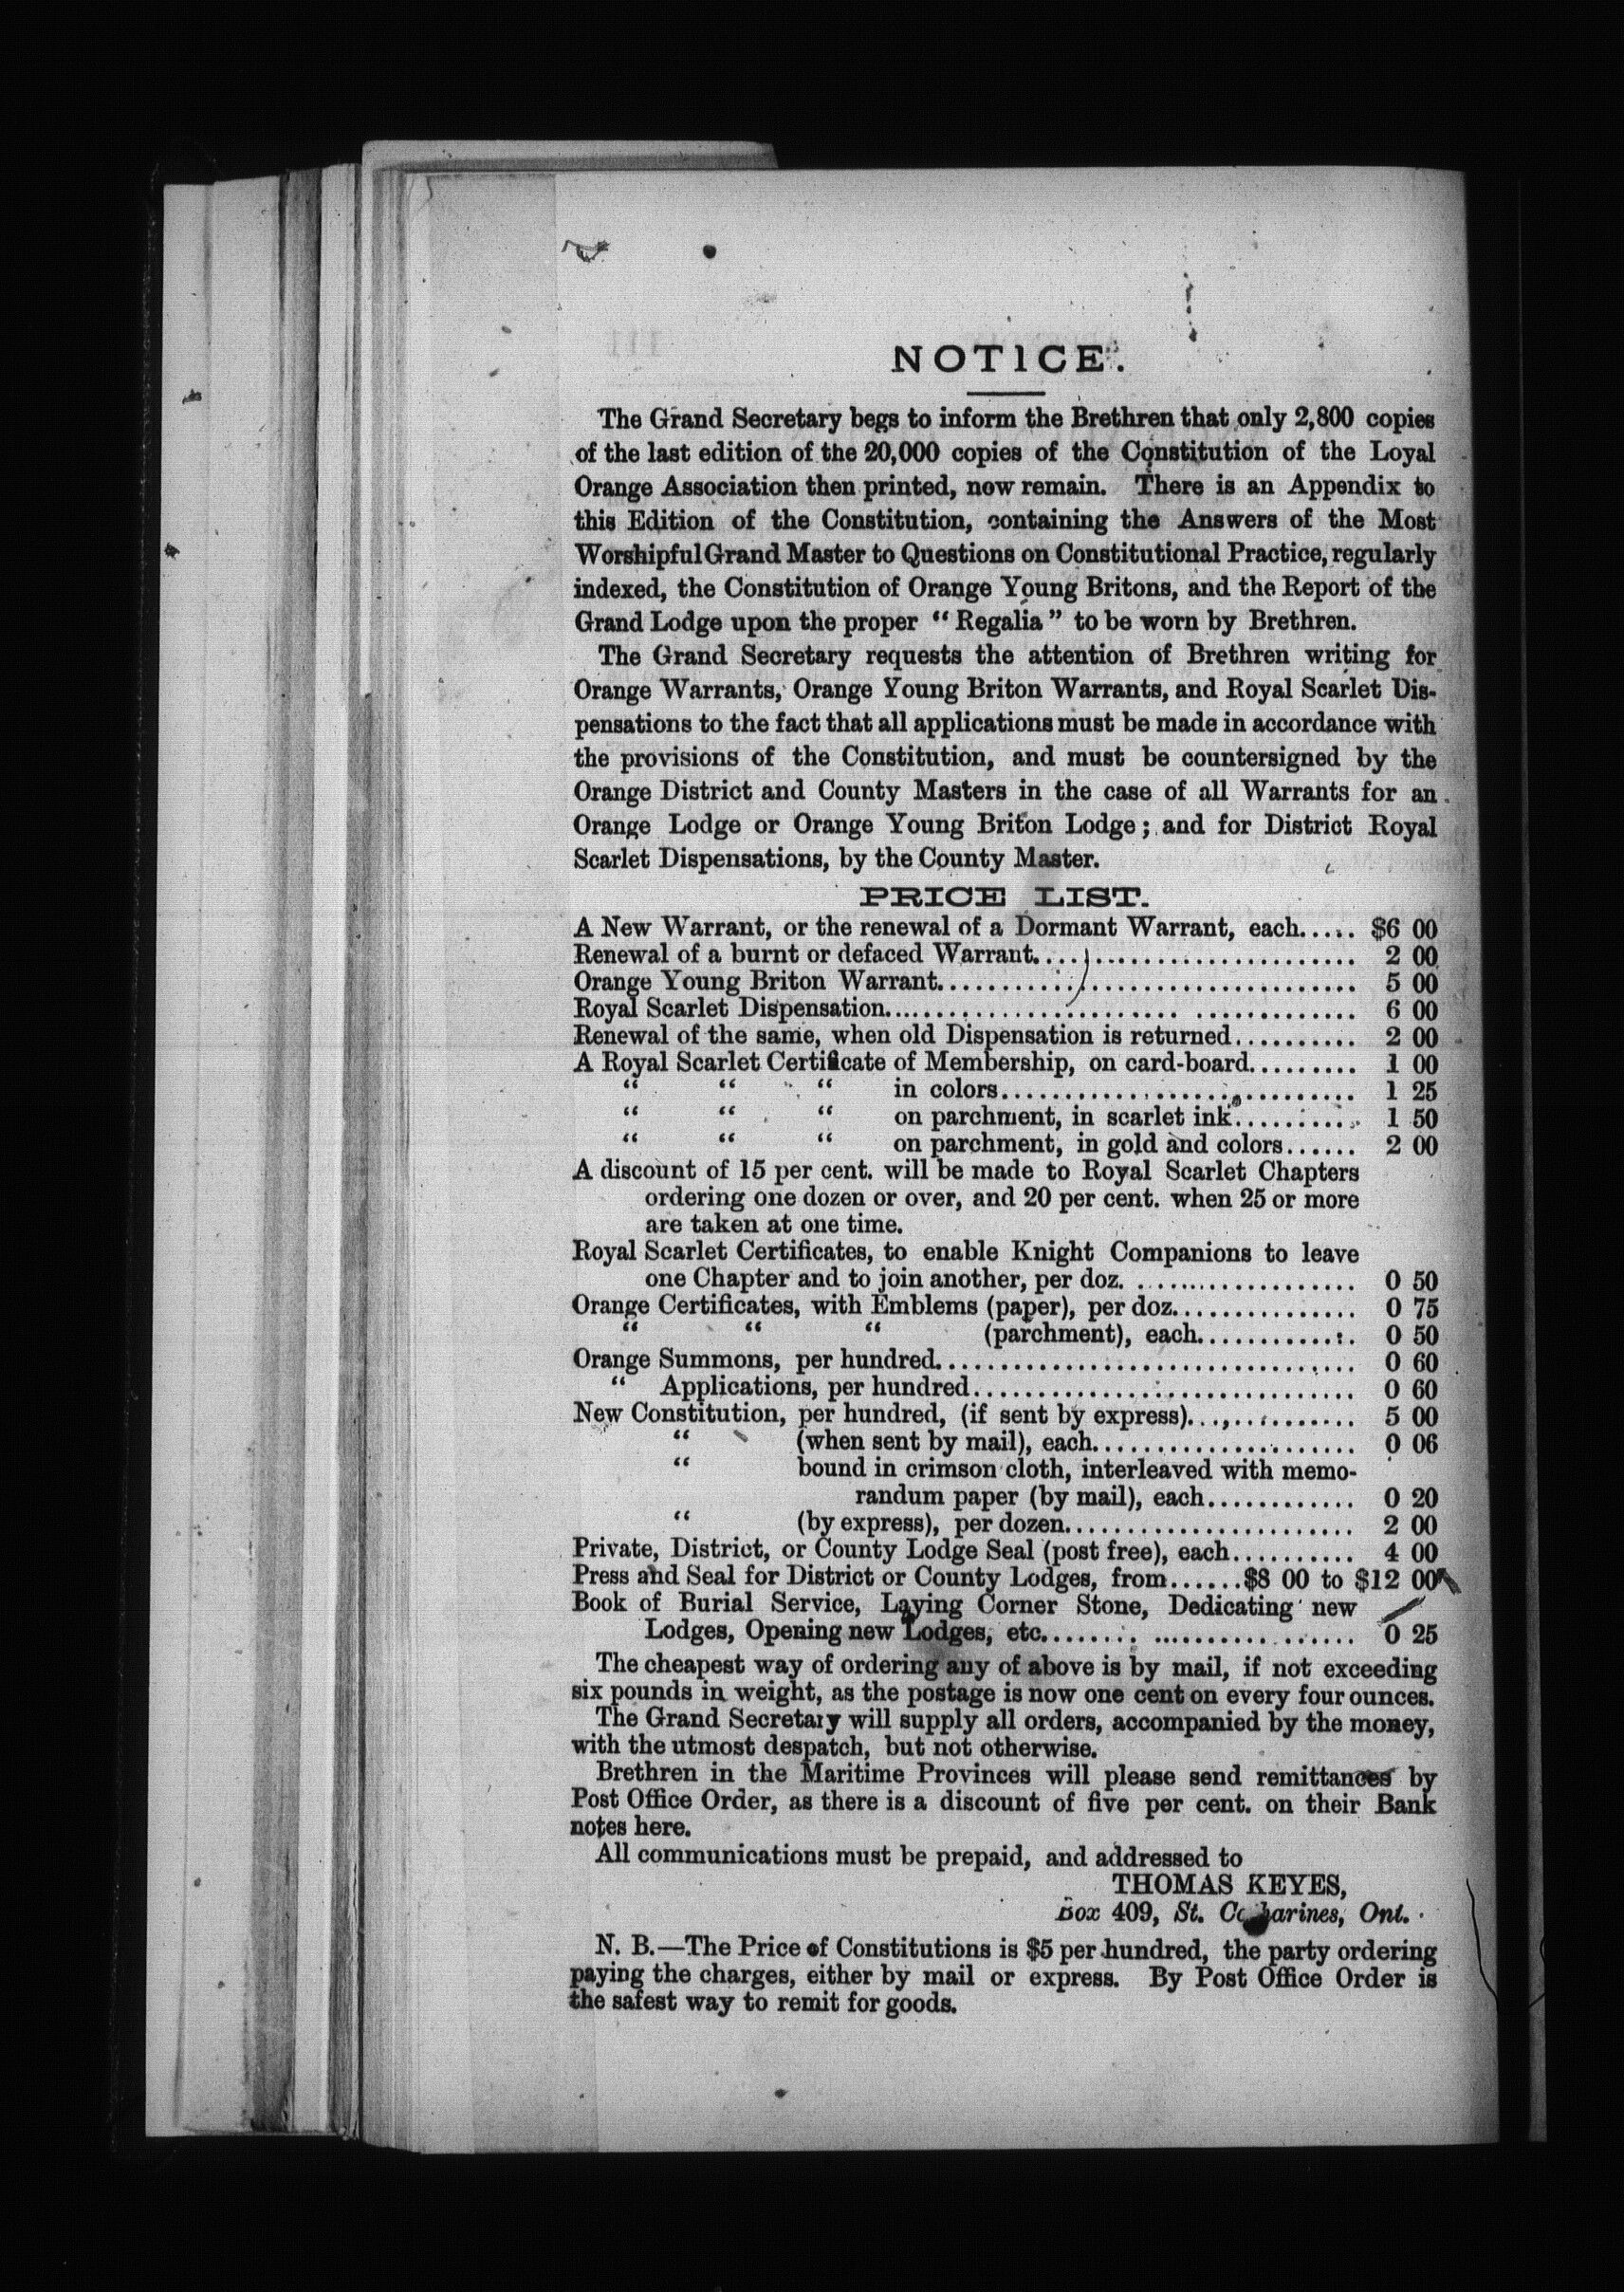 NOTICE.
The Grand Secretary begs to inform the Brethren that only 2,800 copies
of the last edition of the 20,000 copies of the Constitution of the Loyal
Orange Association then printed, now remain. There is an Appendix to
this Edition of the Constitution, containing the Answers of the Most
Worshipful Grand Master to Questions on Constitutional Practice, regularly
indexed, the Constitution of Orange Young Britons, and the Report of the
Grand Lodge upon the proper “Regalia” to be worn by Brethren.
The Grand Secretary requests the attention of Brethren writing for
Orange Warrants, Orange Young Briton Warrants, and Royal Scarlet Dis-
pensations to the fact that all applications must be made in accordance with
the provisions of the Constitution, and must be countersigned by the
Orange District and County Masters in the case of all Warrants for an
Orange Lodge or Orange Young Briton Lodge; and for District Royal
Scarlet Dispensations, by the County Master.
PRICE LIST.
A New Warrant, or the renewal of a Dormant Warrant, each..... $6 00
Renewal of a burnt or defaced Warrant........................ 2 00
Orange Young Briton Warrant.................................. 5 00
Royal Scarlet Dispensation................................... 6 00
Renewal of the same, when old Dispensation is returned.......... 2 00
A Royal Scarlet Certificate of Membership, on card-board......... 1 00
“ “ “ in colors................................. 1 25
“ “ “ on parchment, in scarlet ink........... 1 50
“ “ “ on parchment, in gold and colors...... 2 00
A discount of 15 per cent. will be made to Royal Scarlet Chapters
ordering one dozen or over, and 20 per cent. when 25 or more
are taken at one time.
Royal Scarlet Certificates, to enable Knight Companions to leave
one Chapter and to join another, per doz. .................. 0 50
Orange Certificates, with Emblems (paper), per doz............... 0 75
“ “ “ (parchment), each............. 0 50
Orange Summons, per hundred.................................. 0 60
“ Applications, per hundred.............................. 0 60
New Constitution, per hundred, (if sent by express)............. 5 00
“ (when sent by mail), each..................... 0 06
“ bound in crimson cloth, interleaved with memo-
randum paper (by mail), each............ 0 20
“ (by express), per dozen....................... 2 00
Private, District, or County Lodge Seal (post free), each.......... 4 00
Press and Seal for District or County Lodges, from......$8 00 to $12 00
Book of Burial Service, Laying Corner Stone, Dedicating new
Lodges, Opening new Lodges, etc........ .......... ...... 0 25
The cheapest way of ordering any of above is by mail, if not exceeding
six pounds in weight, as the postage is now one cent on every four ounces.
The Grand Secretary will supply all orders, accompanied by the money,
with the utmost despatch, but not otherwise.
Brethren in the Maritime Provinces will please send remittances by
Post Office Order, as there is a discount of five per cent. on their Bank
notes here.
All communications must be prepaid, and addressed to
THOMAS KEYES,
Box 409, St. Catharines, Ont.
N. B.—The Price of Constitutions is $5 per hundred, the party ordering
paying the charges, either by mail or express. By Post Office Order is
the safest way to remit for goods.